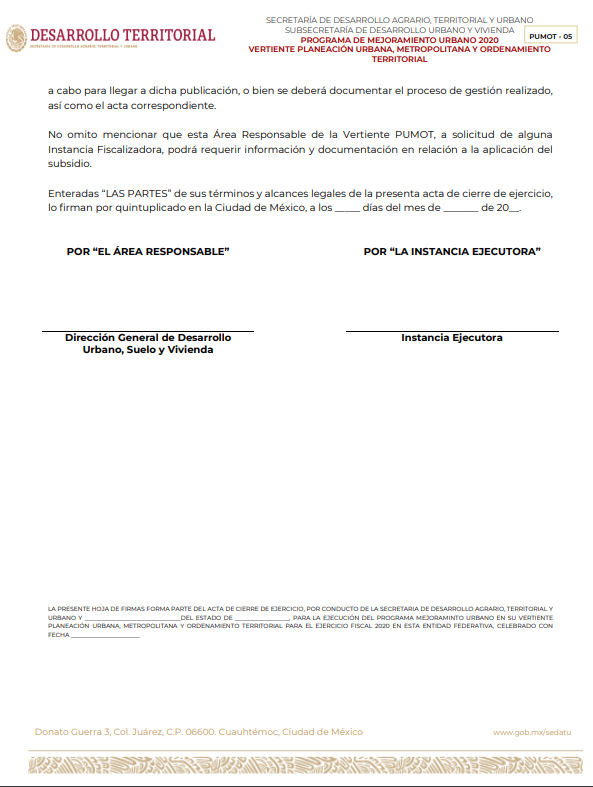 DESARROLLO TERRITORIAL
SECRETARÍA DE DESARROLLO AGRARIO, TERRITORIAL Y URBANO
SECRETARÍA DE DESARROLLO AGRARIO, TERRITORIAL Y URBANO
SUBSECRETARÍA DE DESARROLLO URBANO Y VIVIENDA
PROGRAMA DE MEJORAMIENTO URBANO 2020
VERTIENTE PLANEACIÓN URBANA, METROPOLITANA Y ORDENAMIENTO
TERRITORIAL
PUMOT - 05
a cabo para llegar a dicha publicación, o bien se deberá documentar el proceso de gestión realizado,
así como el acta correspondiente.
No omito mencionar que esta Área Responsable de la Vertiente PUMOT, a solicitud de alguna
Instancia Fiscalizadora, podrá requerir información y documentación en relación a la aplicación del
subsidio.
Enteradas “LAS PARTES” de sus términos y alcances legales de la presenta acta de cierre de ejercicio,
lo firman por quintuplicado en la Ciudad de México, a los _____ días del mes de _______ de 20__.
POR “EL ÁREA RESPONSABLE”
POR “LA INSTANCIA EJECUTORA”
Dirección General de Desarrollo
Urbano, Suelo y Vivienda
Instancia Ejecutora
LA PRESENTE HOJA DE FIRMAS FORMA PARTE DEL ACTA DE CIERRE DE EJERCICIO, POR CONDUCTO DE LA SECRETARIA DE DESARROLLO AGRARIO, TERRITORIAL Y
URBANO Y ____________________________DEL ESTADO DE ________________, PARA LA EJECUCIÓN DEL PROGRAMA MEJORAMINTO URBANO EN SU VERTIENTE
PLANEACIÓN URBANA, METROPOLITANA Y ORDENAMIENTO TERRITORIAL PARA EL EJERCICIO FISCAL 2020 EN ESTA ENTIDAD FEDERATIVA, CELEBRADO CON
FECHA ____________________
Donato Guerra 3, Col. Juárez, C.P. 06600. Cuauhtémoc, Ciudad de México
www.gob.mx/sedatu